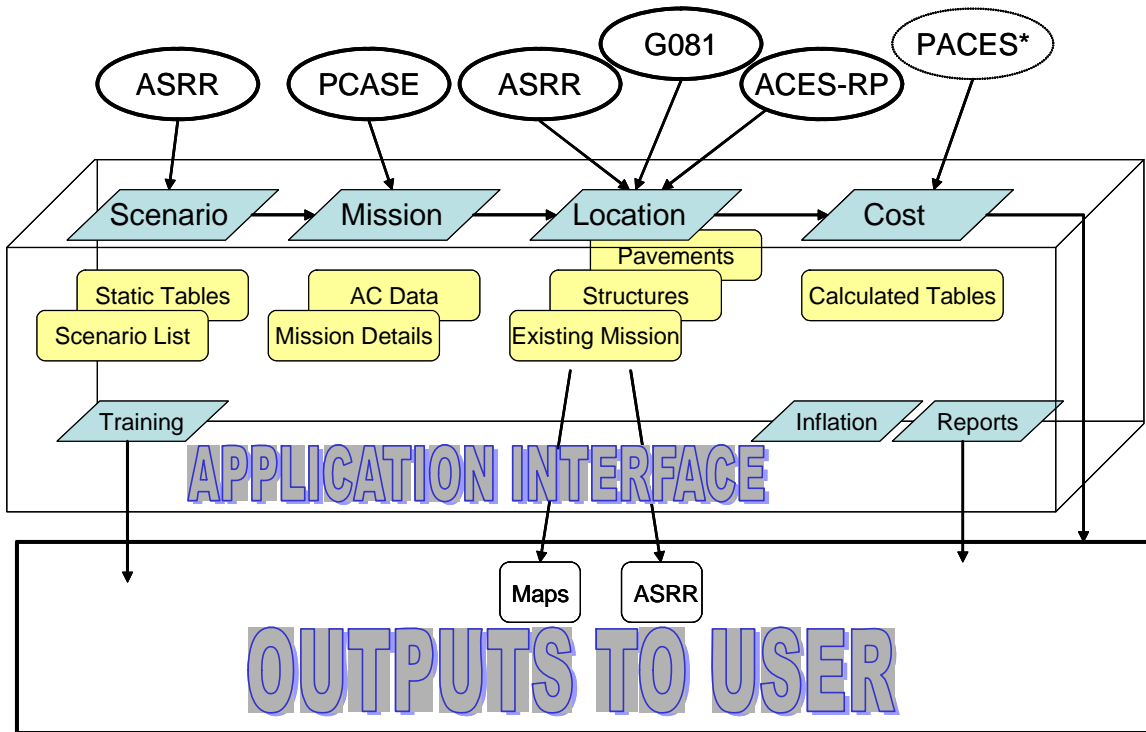 G081
PACES*
ASRR
PCASE
ASRR
ACES-RP
Scenario
Mission
Location
Cost
Pavements
Static Tables
AC Data
Structures
Calculated Tables
Scenario List
Mission Details
Existing Mission
Training
Inflation
Reports
APPLICATION INTERFACE
Maps
ASRR
OUTPUTS TO USER